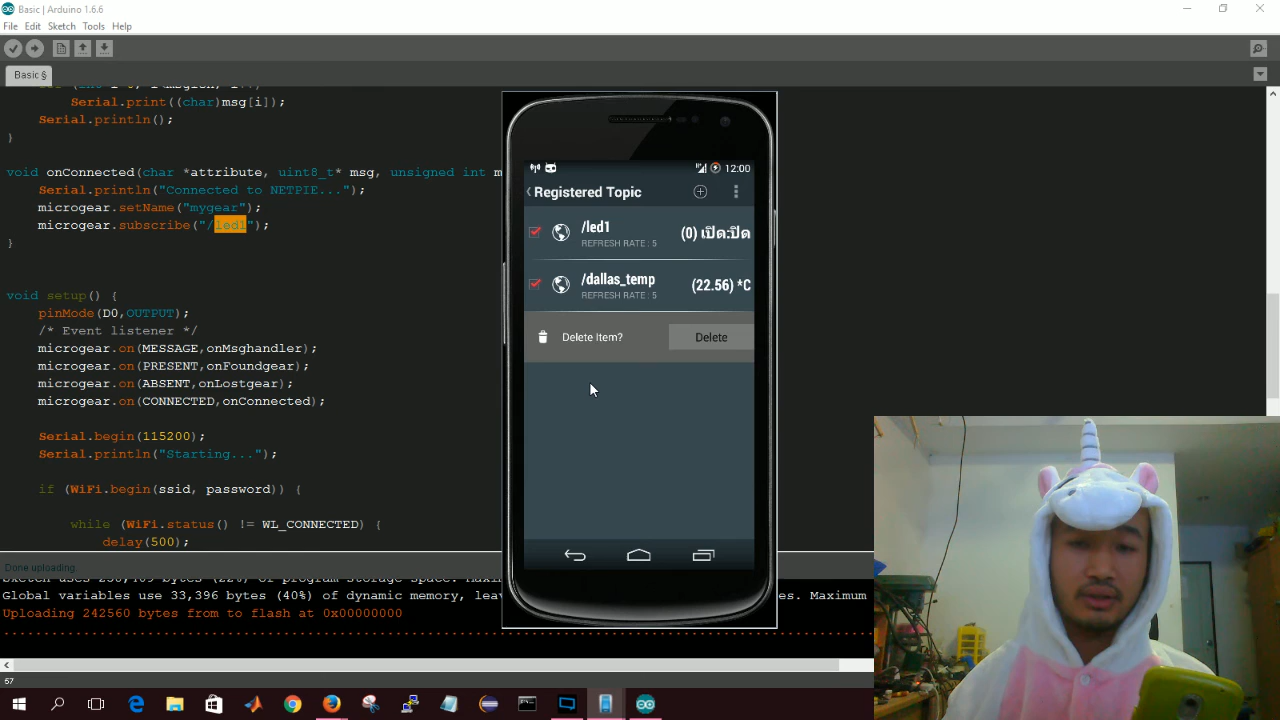 Basic | Arduino 1.6.6
File Edit Sketch Tools Help
Basic §
Serial.print((char)msg[i]);
Serial.println();
}
void onConnected(char *attribute, uint8_t* msg, unsigned int
Serial.println("Connected to NETPIE...");
microgear.setName("mygear");
microgear.subscribe("/led1");
}
void setup() {
pinMode(D0,OUTPUT);
/* Event listener */
microgear.on(MESSAGE,onMsghandler);
microgear.on(PRESENT,onFoundgear);
microgear.on(ABSENT,onLostgear);
microgear.on(CONNECTED,onConnected);
Serial.begin(115200);
Serial.println("Starting...");
if (WiFi.begin(ssid, password)) {
while (WiFi.status() != WL_CONNECTED) {
delay(500);
12:00
Registered Topic
/led1
(0) เปิด:ปิด
REFRESH RATE : 5
/dallas_temp
(22.56) *C
REFRESH RATE : 5
Delete Item?
Delete
Done uploading.
Global variables use 33,396 bytes (40%) of dynamic memory, lea
es. Maximum
Uploading 242560 bytes from to flash at 0x00000000
57